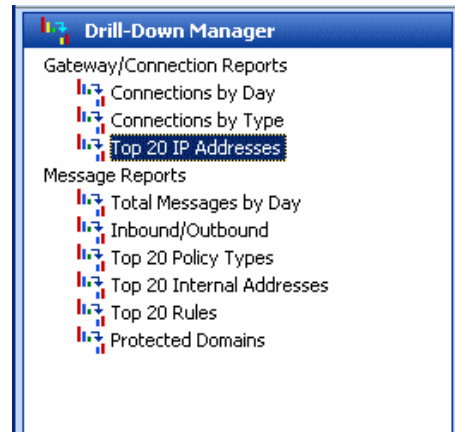 Drill-Down Manager
Gateway/Connection Reports
Connections by Day
Connections by Type
Top 20 IP Addresses
Message Reports
Total Messages by Day
Inbound/Outbound
Top 20 Policy Types
Top 20 Internal Addresses
Top 20 Rules
Protected Domains